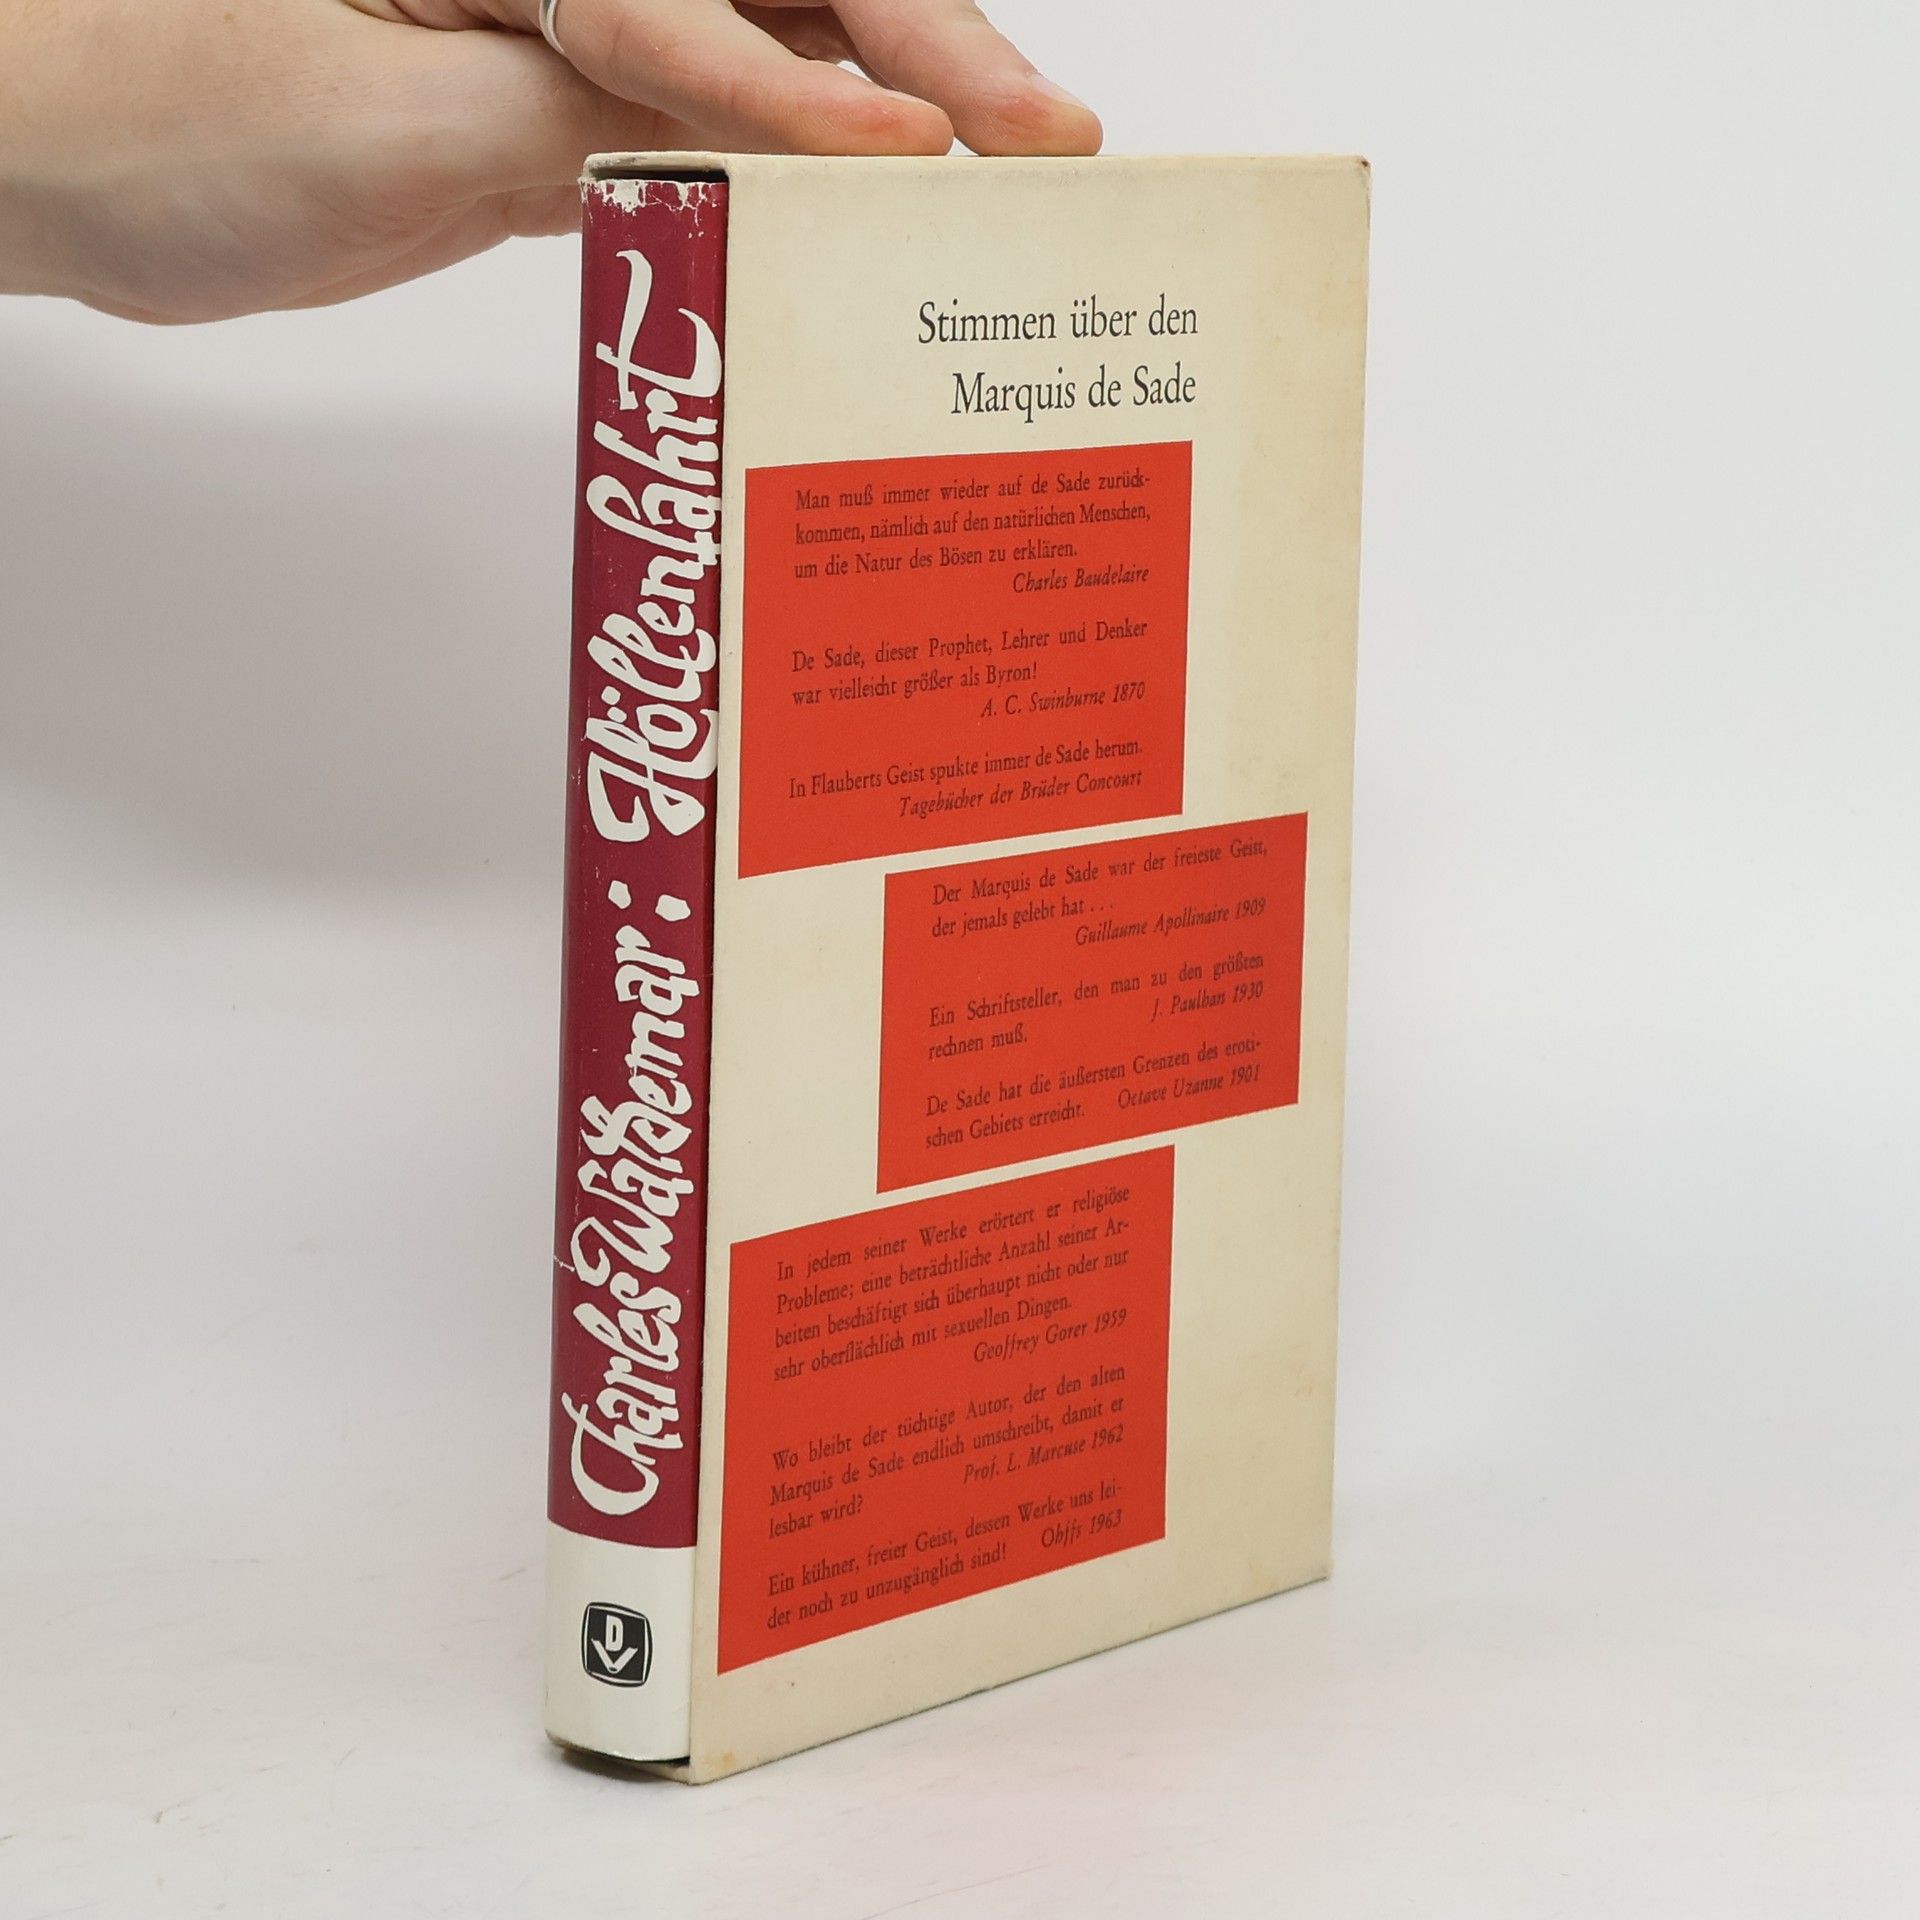 Charles Waldemar: Höllenfahrt
DV
Stimmen über den
Marquis de Sade
Man muß immer wieder auf de Sade zurück-
kommen, nämlich auf den natürlichen Menschen,
um die Natur des Bösen zu erklären.
Charles Baudelaire
De Sade, dieser Prophet, Lehrer und Denker
war vielleicht größer als Byron!
A. C. Swinburne 1870
In Flauberts Geist spukte immer de Sade herum.
Tagebücher der Brüder Concourt
Der Marquis de Sade war der freieste Geist,
der jemals gelebt hat . . .
Guillaume Apollinaire 1909
Ein Schriftsteller, den man zu den größten
rechnen muß.
J. Paulhan 1930
De Sade hat die äußersten Grenzen des eroti-
schen Gebiets erreicht. Octave Uzanne 1901
In jedem seiner Werke erörtert er religiöse
Probleme; eine beträchtliche Anzahl seiner Ar-
beiten beschäftigt sich überhaupt nicht oder nur
sehr oberflächlich mit sexuellen Dingen.
Geoffrey Gorer 1959
Wo bleibt der tüchtige Autor, der den alten
Marquis de Sade endlich umschreibt, damit er
lesbar wird?
Prof. L. Marcuse 1962
Ein kühner, freier Geist, dessen Werke uns lei-
der noch zu unzugänglich sind! Ohffs 1963